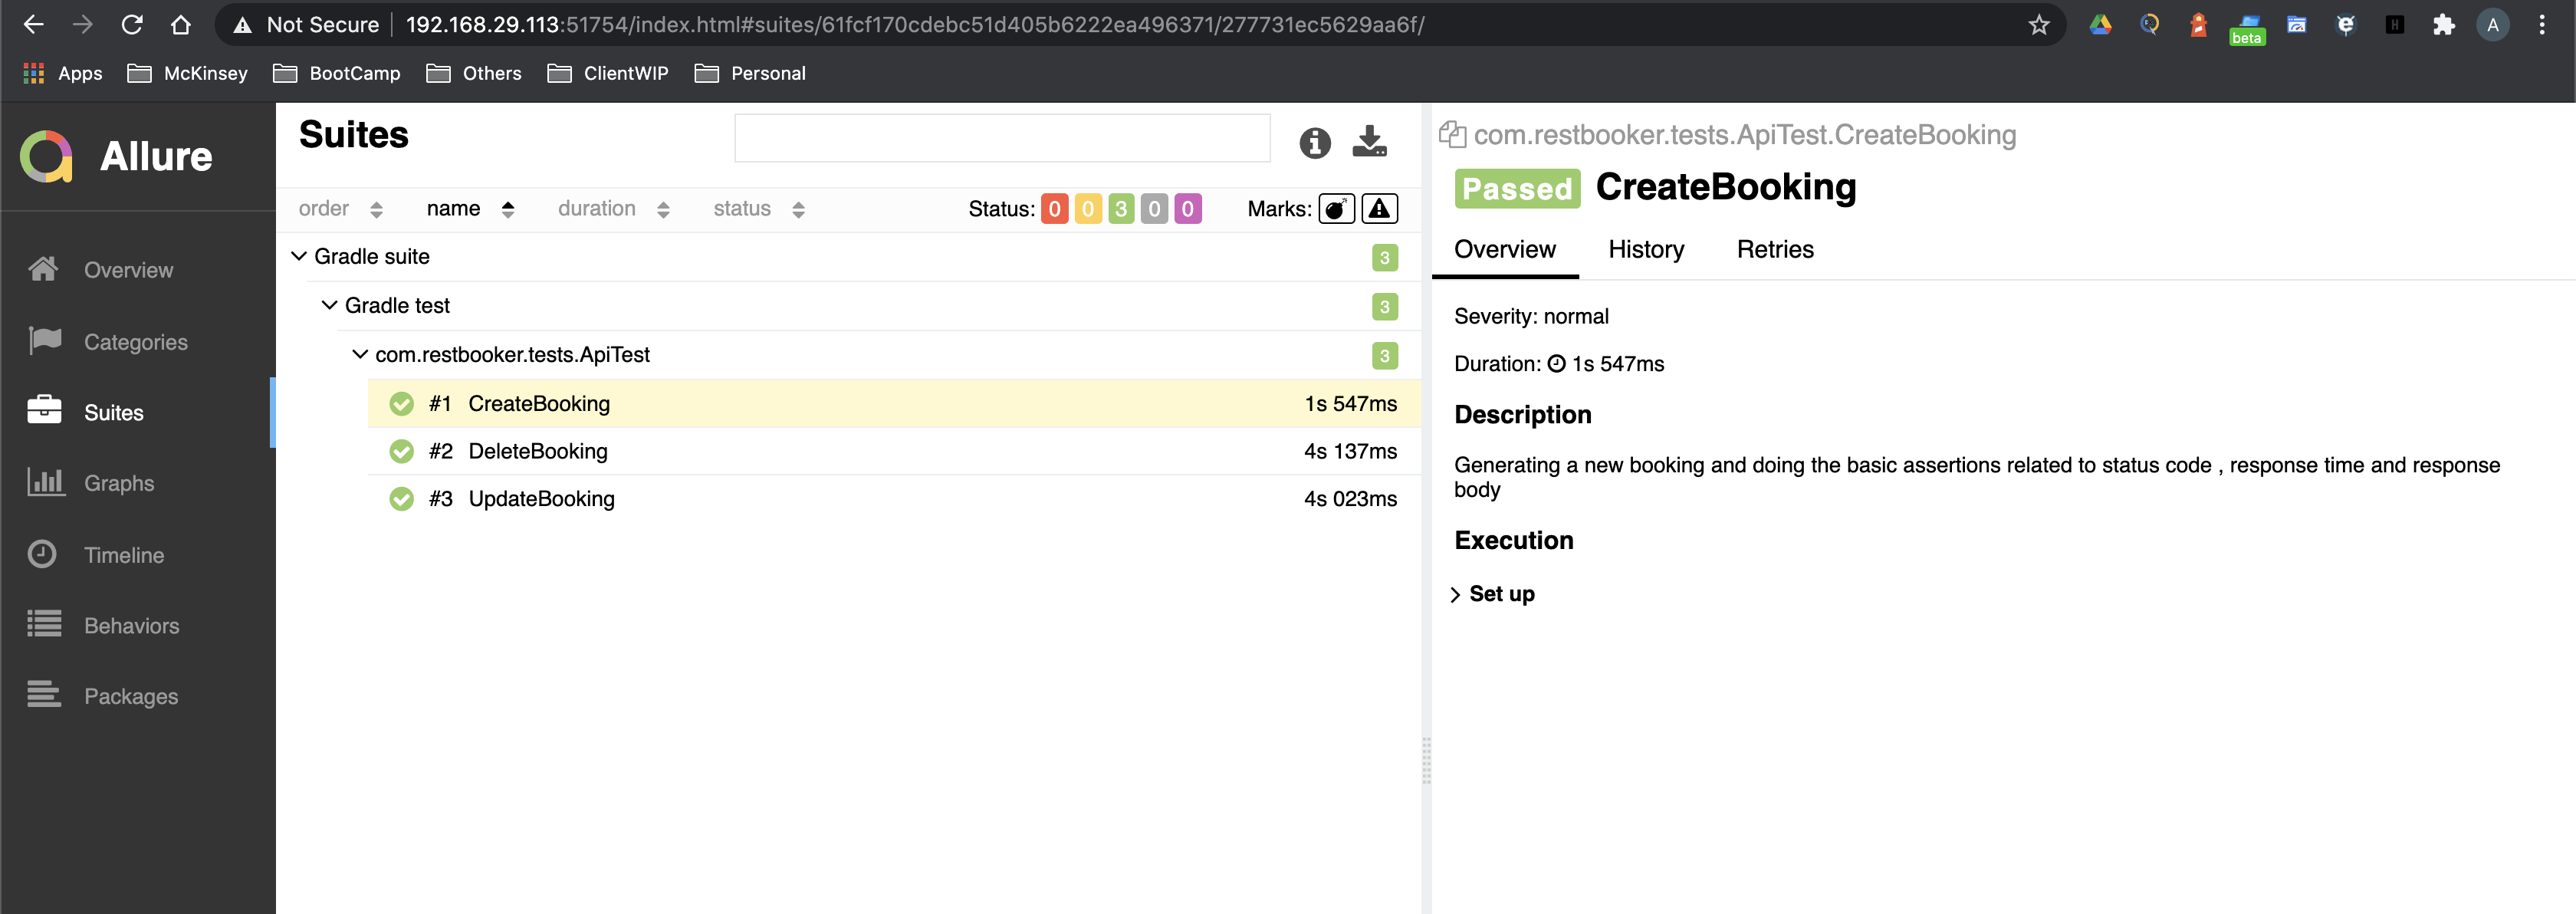 Not Secure 192.168.29.113:51754/index.html#suites/61fcf170cdebc51d405b6222ea496371/277731ec5629aa6f/
beta
A
Apps McKinsey BootCamp Others ClientWIP Personal
Allure
Overview
Categories
Suites
Graphs
Timeline
Behaviors
Packages
Suites
order name duration status Status: 0 0 3 0 0 Marks:
Gradle suite 3
Gradle test 3
com.restbooker.tests.ApiTest 3
#1 CreateBooking 1s 547ms
#2 DeleteBooking 4s 137ms
#3 UpdateBooking 4s 023ms
com.restbooker.tests.ApiTest.CreateBooking
Passed CreateBooking
Overview History Retries
Severity: normal
Duration: 1s 547ms
Description
Generating a new booking and doing the basic assertions related to status code , response time and response
body
Execution
Set up